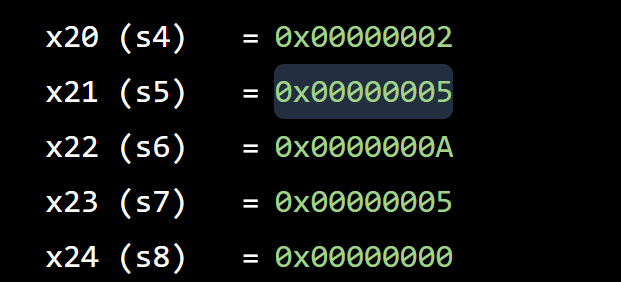 x20 (s4) = 0x00000002
x21 (s5) = 0x00000005
x22 (s6) = 0x0000000A
x23 (s7) = 0x00000005
x24 (s8) = 0x00000000